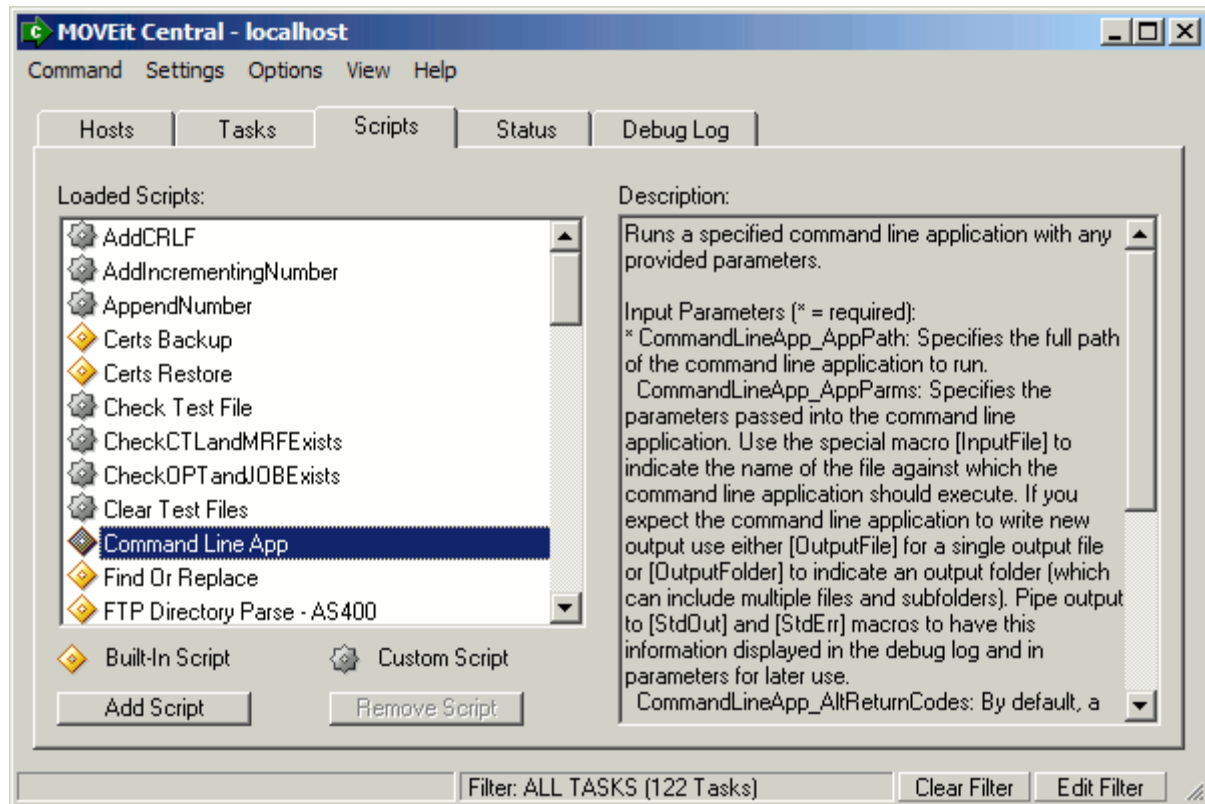 MOVEit Central - localhost
Command Settings Options View Help
Hosts Tasks Scripts Status Debug Log
Loaded Scripts:
AddCRLF
AddIncrementingNumber
AppendNumber
Certs Backup
Certs Restore
Check Test File
CheckCTLandMRFExists
CheckOPTandJOBExists
Clear Test Files
Command Line App
Find Or Replace
FTP Directory Parse - AS400
Built-In Script
Custom Script
Add Script
Remove Script
Description:
Runs a specified command line application with any
provided parameters.
Input Parameters (* = required):
* CommandLineApp_AppPath: Specifies the full path
of the command line application to run.
CommandLineApp_AppParms: Specifies the
parameters passed into the command line
application. Use the special macro [InputFile] to
indicate the name of the file against which the
command line application should execute. If you
expect the command line application to write new
output use either [OutputFile] for a single output file
or [OutputFolder] to indicate an output folder (which
can include multiple files and subfolders). Pipe output
to [StdOut] and [StdErr] macros to have this
information displayed in the debug log and in
parameters for later use.
CommandLineApp_AltReturnCodes: By default, a
Filter: ALL TASKS (122 Tasks)
Clear Filter
Edit Filter